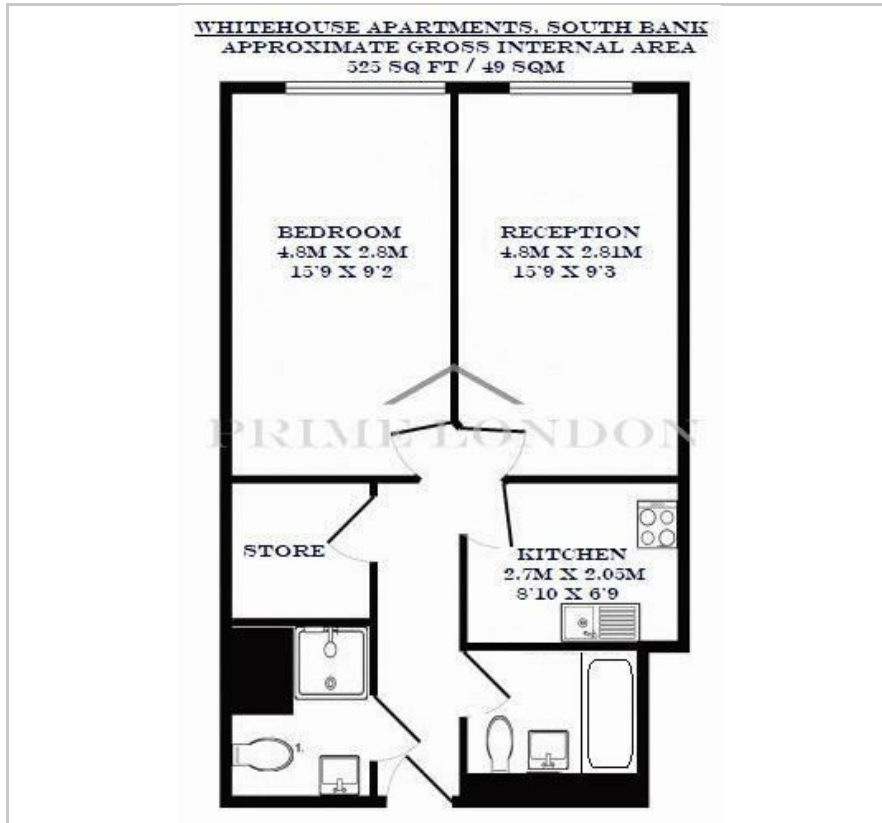 WHITEHOUSE APARTMENTS, SOUTH BANK
APPROXIMATE GROSS INTERNAL AREA
525 SQ FT / 49 SQM
BEDROOM
4.8M X 2.8M
15'9 X 9'2
RECEPTION
4.8M X 2.81M
15'9 X 9'3
PRIME LONDON
STORE
KITCHEN
2.7M X 2.05M
8'10 X 6'9
1.